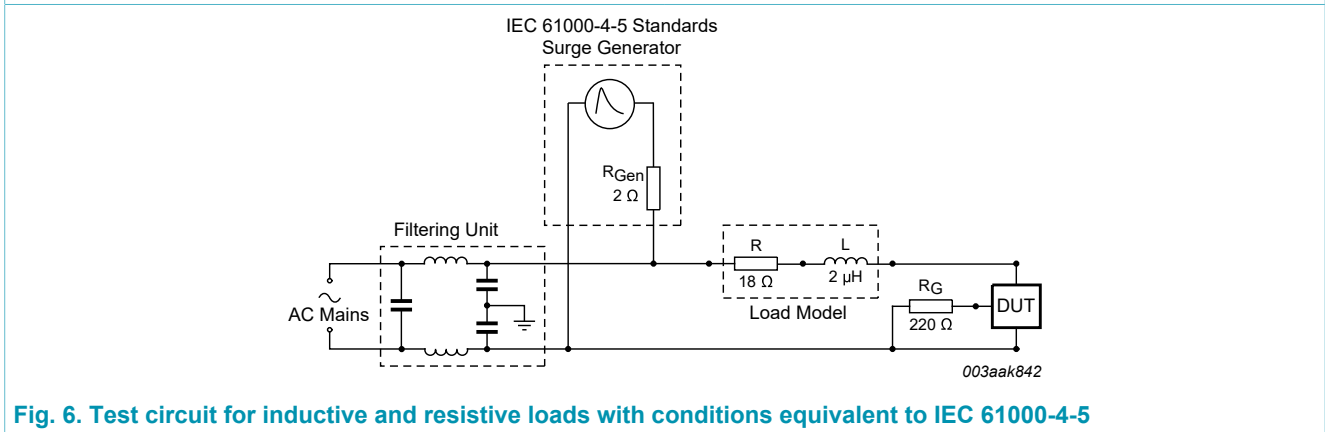 IEC 61000-4-5 Standards
Surge Generator
RGen
2 Ω
Filtering Unit
AC Mains
R
18 Ω
L
2 µH
Load Model
RG
220 Ω
DUT
003aak842
Fig. 6. Test circuit for inductive and resistive loads with conditions equivalent to IEC 61000-4-5